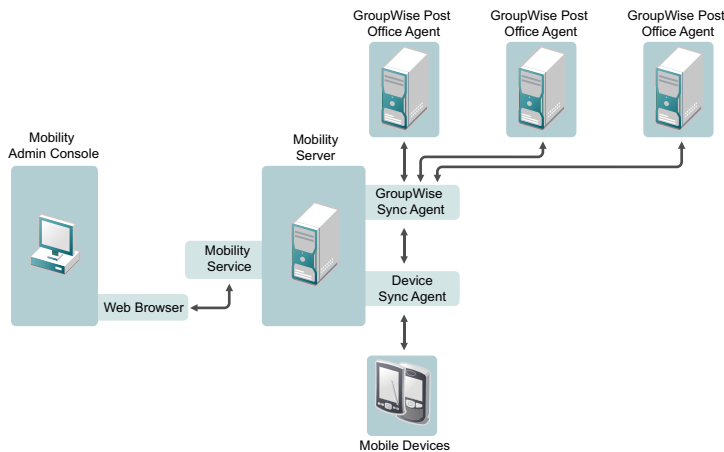 GroupWise Post
Office Agent
GroupWise Post
Office Agent
GroupWise Post
Office Agent
Mobility
Admin Console
Mobility
Server
GroupWise
Sync Agent
Mobility
Service
Device
Sync Agent
Web Browser
Mobile Devices